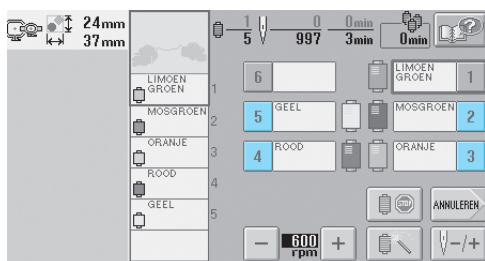 24mm
37mm
1
5
0
997
0min
3min
0min
LIMOEN
GROEN
1
MOSGROEN
2
ORANJE
3
ROOD
4
GEEL
5
6
LIMOEN
GROEN
1
5
GEEL
MOSGROEN
2
4
ROOD
ORANJE
3
STOP
ANNULEREN
−
600
rpm
+
−/+